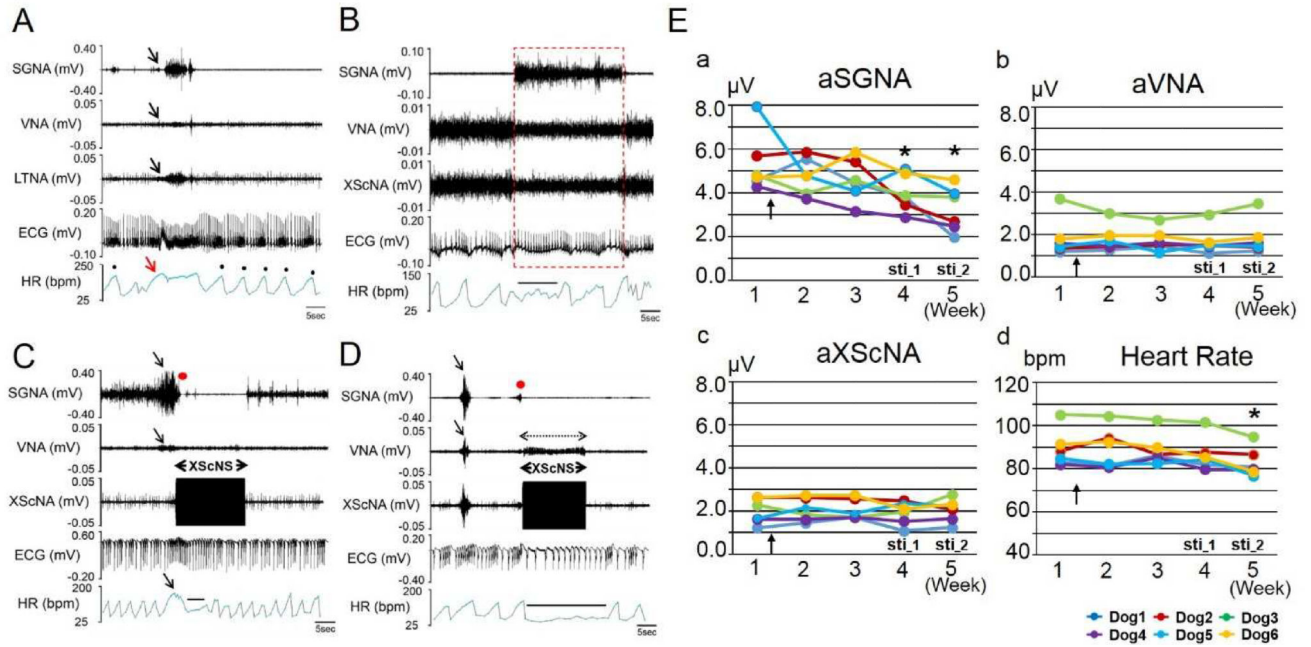 A
0.40
SGNA (mV)
-0.40
0.05
VNA (mV)
-0.05
0.05
LTNA (mV)
-0.05
0.20
ECG (mV)
-0.10
250
HR (bpm)
25
5sec
B
0.10
SGNA (mV)
-0.10
0.01
VNA (mV)
-0.01
0.01
XScNA (mV)
-0.01
0.20
ECG (mV)
-0.10
150
HR (bpm)
25
5sec
C
0.40
SGNA (mV)
-0.40
0.05
VNA (mV)
-0.05
XScNS
0.05
XScNA (mV)
-0.05
0.60
ECG (mV)
-0.20
200
HR (bpm)
25
5sec
D
0.40
SGNA (mV)
-0.40
0.05
VNA (mV)
-0.05
XScNS
0.05
XScNA (mV)
-0.05
0.20
ECG (mV)
-0.40
200
HR (bpm)
25
5sec
E
a
aSGNA
µV
8.0
6.0
4.0
2.0
0.0
* *
sti_1 sti_2
1 2 3 4 5
(Week)
b
aVNA
µV
8.0
6.0
4.0
2.0
0.0
sti_1 sti_2
1 2 3 4 5
(Week)
c
aXScNA
µV
8.0
6.0
4.0
2.0
0.0
sti_1 sti_2
1 2 3 4 5
(Week)
d
Heart Rate
bpm
120
100
80
60
40
*
sti_1 sti_2
1 2 3 4 5
(Week)
Dog1 Dog2 Dog3
Dog4 Dog5 Dog6